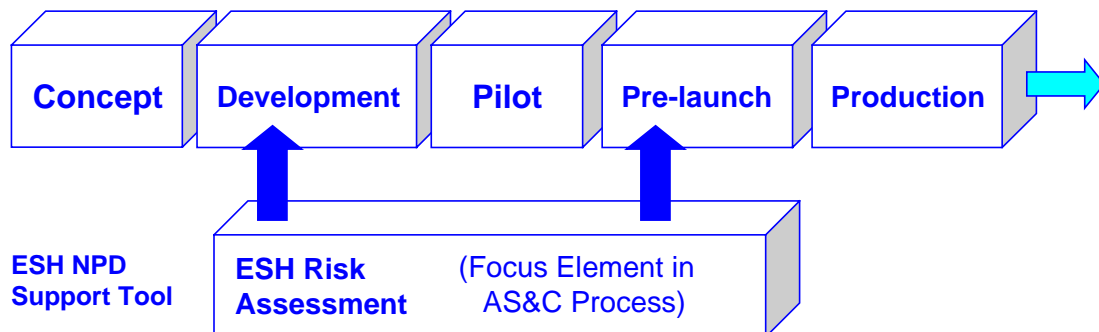 Concept
Development
Pilot
Pre-launch
Production
ESH NPD
Support Tool
ESH Risk
Assessment
(Focus Element in
AS&C Process)